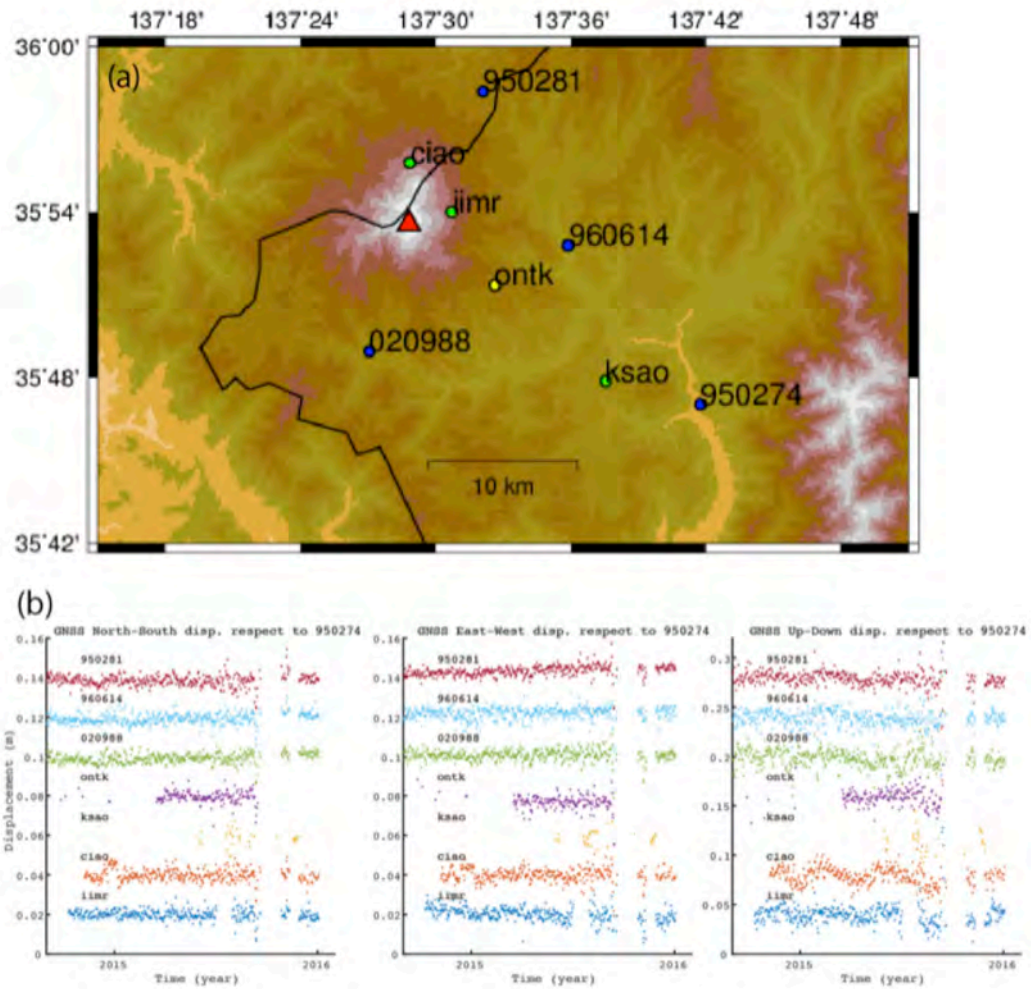 137˚18' 137˚24' 137˚30' 137˚36' 137˚42' 137˚48'
36˚00'
(a)
950281
ciao
35˚54'
iimr
960614
ontk
020988
35˚48'
ksao
950274
10 km
35˚42'
(b)
GNSS North-South disp. respect to 950274
GNSS East-West disp. respect to 950274
GNSS Up-Down disp. respect to 950274
Displacement (m)
0.16
0.14
0.12
0.1
0.08
0.06
0.04
0.02
0
950281
960614
020988
ontk
ksao
ciao
iimr
2015 2016
Time (year)
0.16
0.14
0.12
0.1
0.08
0.06
0.04
0.02
0
950281
960614
020988
ontk
ksao
ciao
iimr
2015 2016
Time (year)
0.3
0.25
0.2
0.15
0.1
0.05
0
950281
960614
020988
ontk
ksao
ciao
iimr
2015 2016
Time (year)